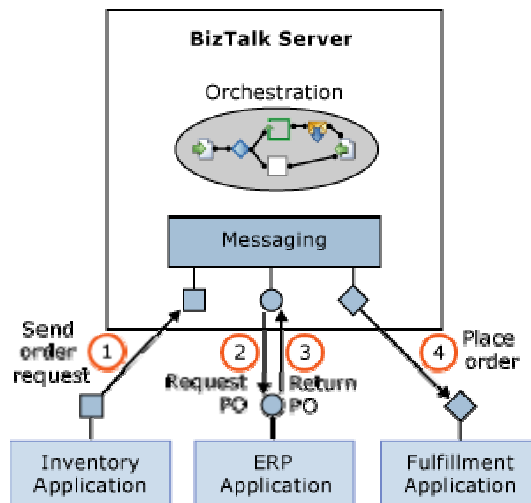 BizTalk Server
Orchestration
Messaging
Send
order
request
1
2
3
4
Place
order
Request
PO
Return
PO
Inventory
Application
ERP
Application
Fulfillment
Application